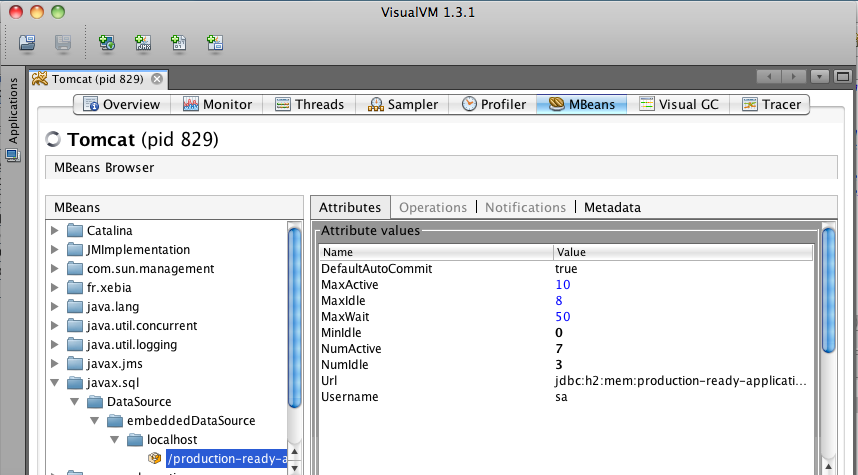 VisualVM 1.3.1
Applications
Tomcat (pid 829)
Overview Monitor Threads Sampler Profiler MBeans Visual GC Tracer
Tomcat (pid 829)
MBeans Browser
MBeans
Catalina
JMImplementation
com.sun.management
fr.xebia
java.lang
java.util.concurrent
java.util.logging
javax.jms
javax.sql
DataSource
embeddedDataSource
localhost
/production-ready-a
Attributes Operations Notifications Metadata
Attribute values
Name Value
DefaultAutoCommit true
MaxActive 10
MaxIdle 8
MaxWait 50
MinIdle 0
NumActive 7
NumIdle 3
Url jdbc:h2:mem:production-ready-applicati...
Username sa